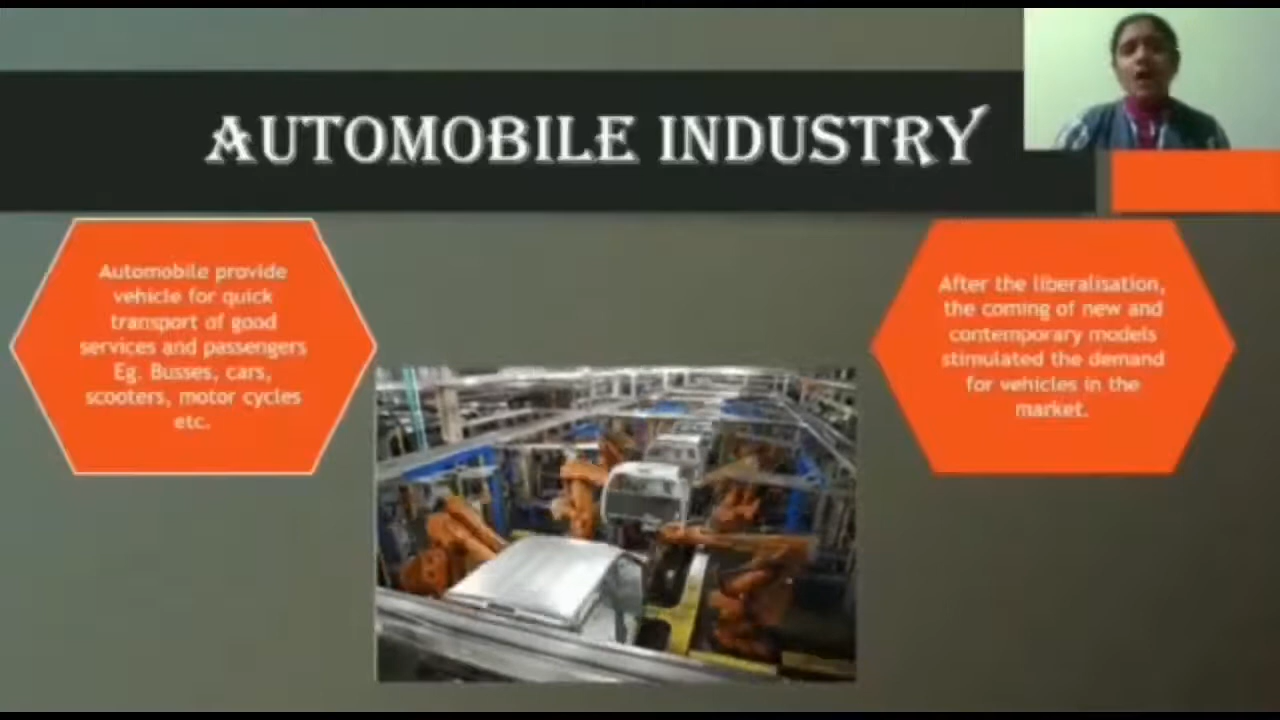 AUTOMOBILE INDUSTRY
Automobile provide
vehicle for quick
transport of good
services and passengers
Eg. Busses, cars,
scooters, motor cycles
etc.
After the liberalisation,
the coming of new and
contemporary models
stimulated the demand
for vehicles in the
market.